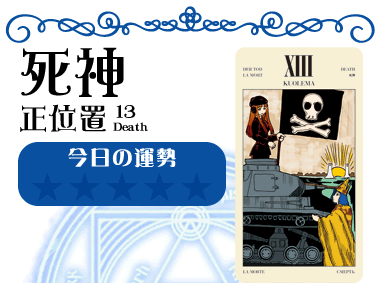 死神
正位置 13
Death
今日の運勢
DER TOD
LA MORT
XIII
KUOLEMA
DEATH
LA MORTE
СМЕРТЬ